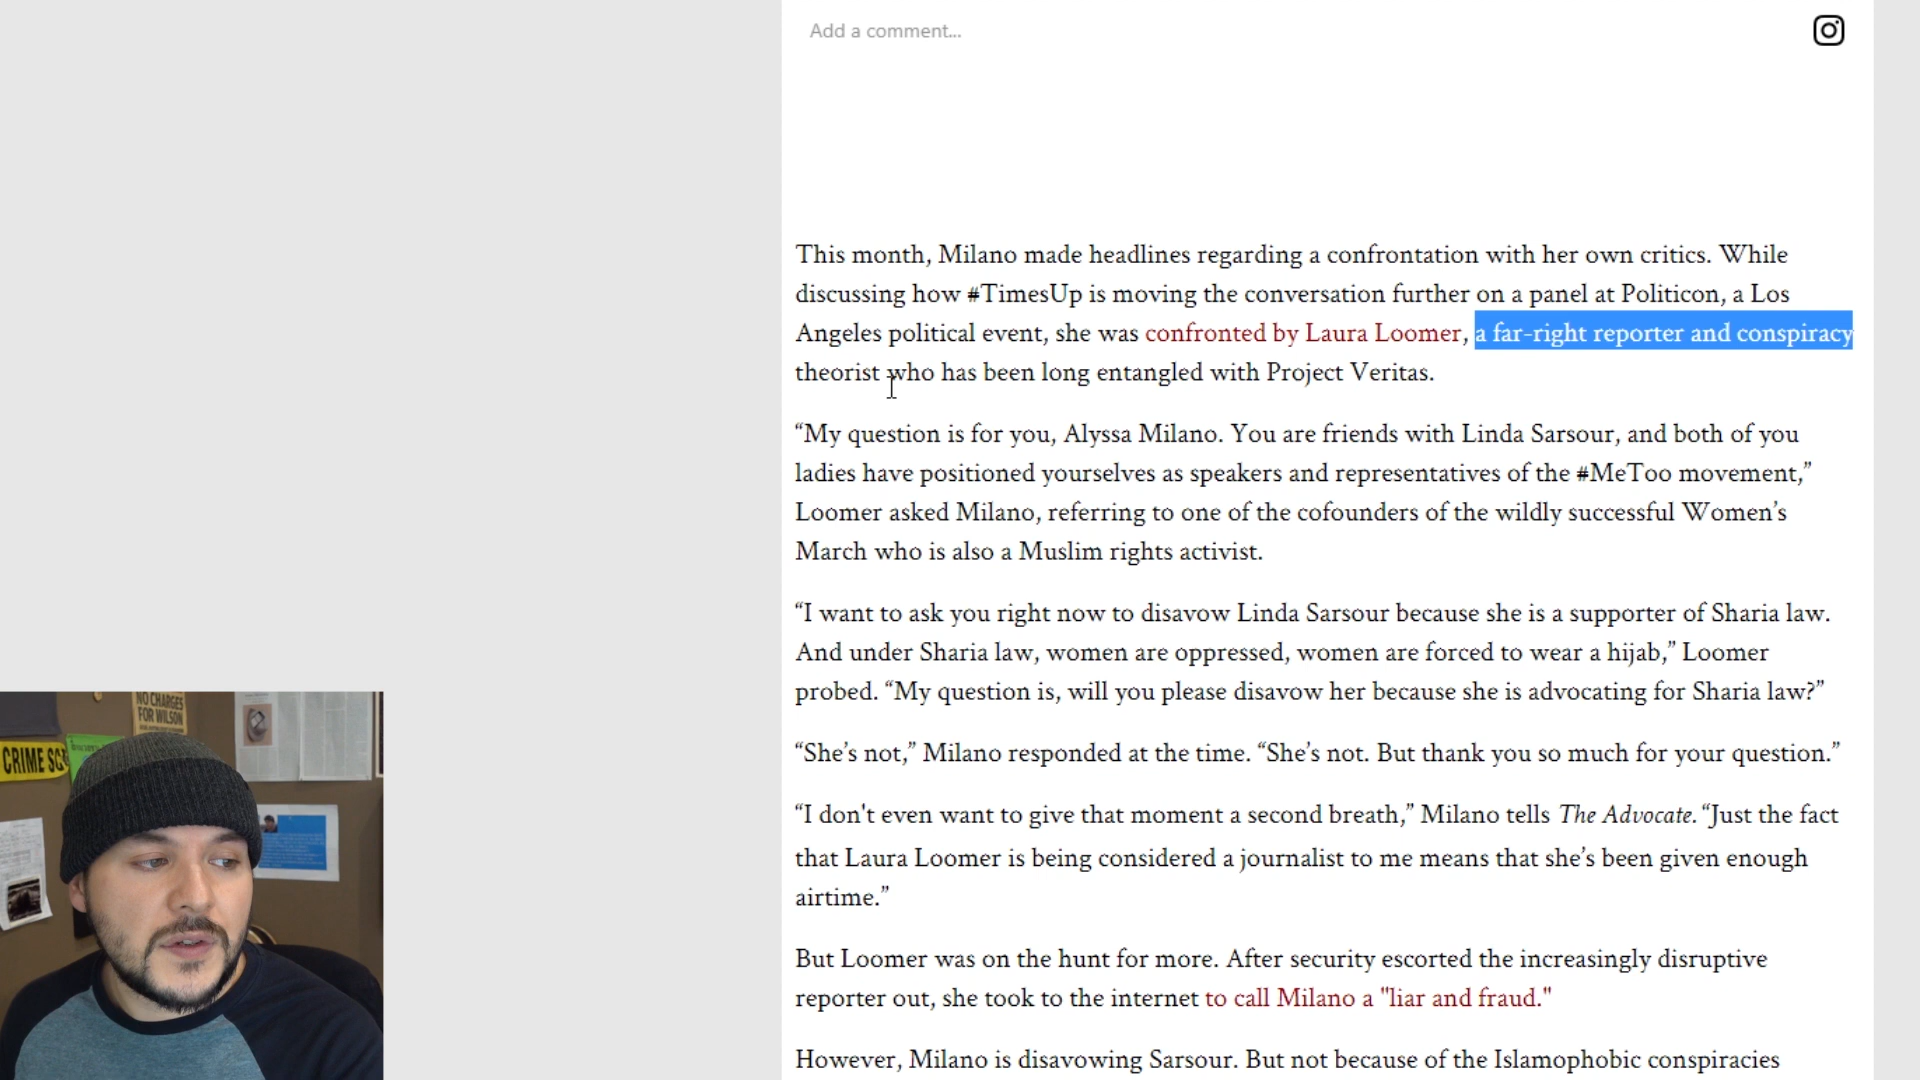 Add a comment...
This month, Milano made headlines regarding a confrontation with her own critics. While
discussing how #TimesUp is moving the conversation further on a panel at Politicon, a Los
Angeles political event, she was confronted by Laura Loomer, a far-right reporter and conspiracy
theorist who has been long entangled with Project Veritas.
“My question is for you, Alyssa Milano. You are friends with Linda Sarsour, and both of you
ladies have positioned yourselves as speakers and representatives of the #MeToo movement,”
Loomer asked Milano, referring to one of the cofounders of the wildly successful Women’s
March who is also a Muslim rights activist.
“I want to ask you right now to disavow Linda Sarsour because she is a supporter of Sharia law.
And under Sharia law, women are oppressed, women are forced to wear a hijab,” Loomer
probed. “My question is, will you please disavow her because she is advocating for Sharia law?”
“She’s not,” Milano responded at the time. “She’s not. But thank you so much for your question.”
“I don't even want to give that moment a second breath,” Milano tells The Advocate. “Just the fact
that Laura Loomer is being considered a journalist to me means that she’s been given enough
airtime.”
But Loomer was on the hunt for more. After security escorted the increasingly disruptive
reporter out, she took to the internet to call Milano a "liar and fraud."
However, Milano is disavowing Sarsour. But not because of the Islamophobic conspiracies
NO CHARGES
FOR WILSON
CRIME SC